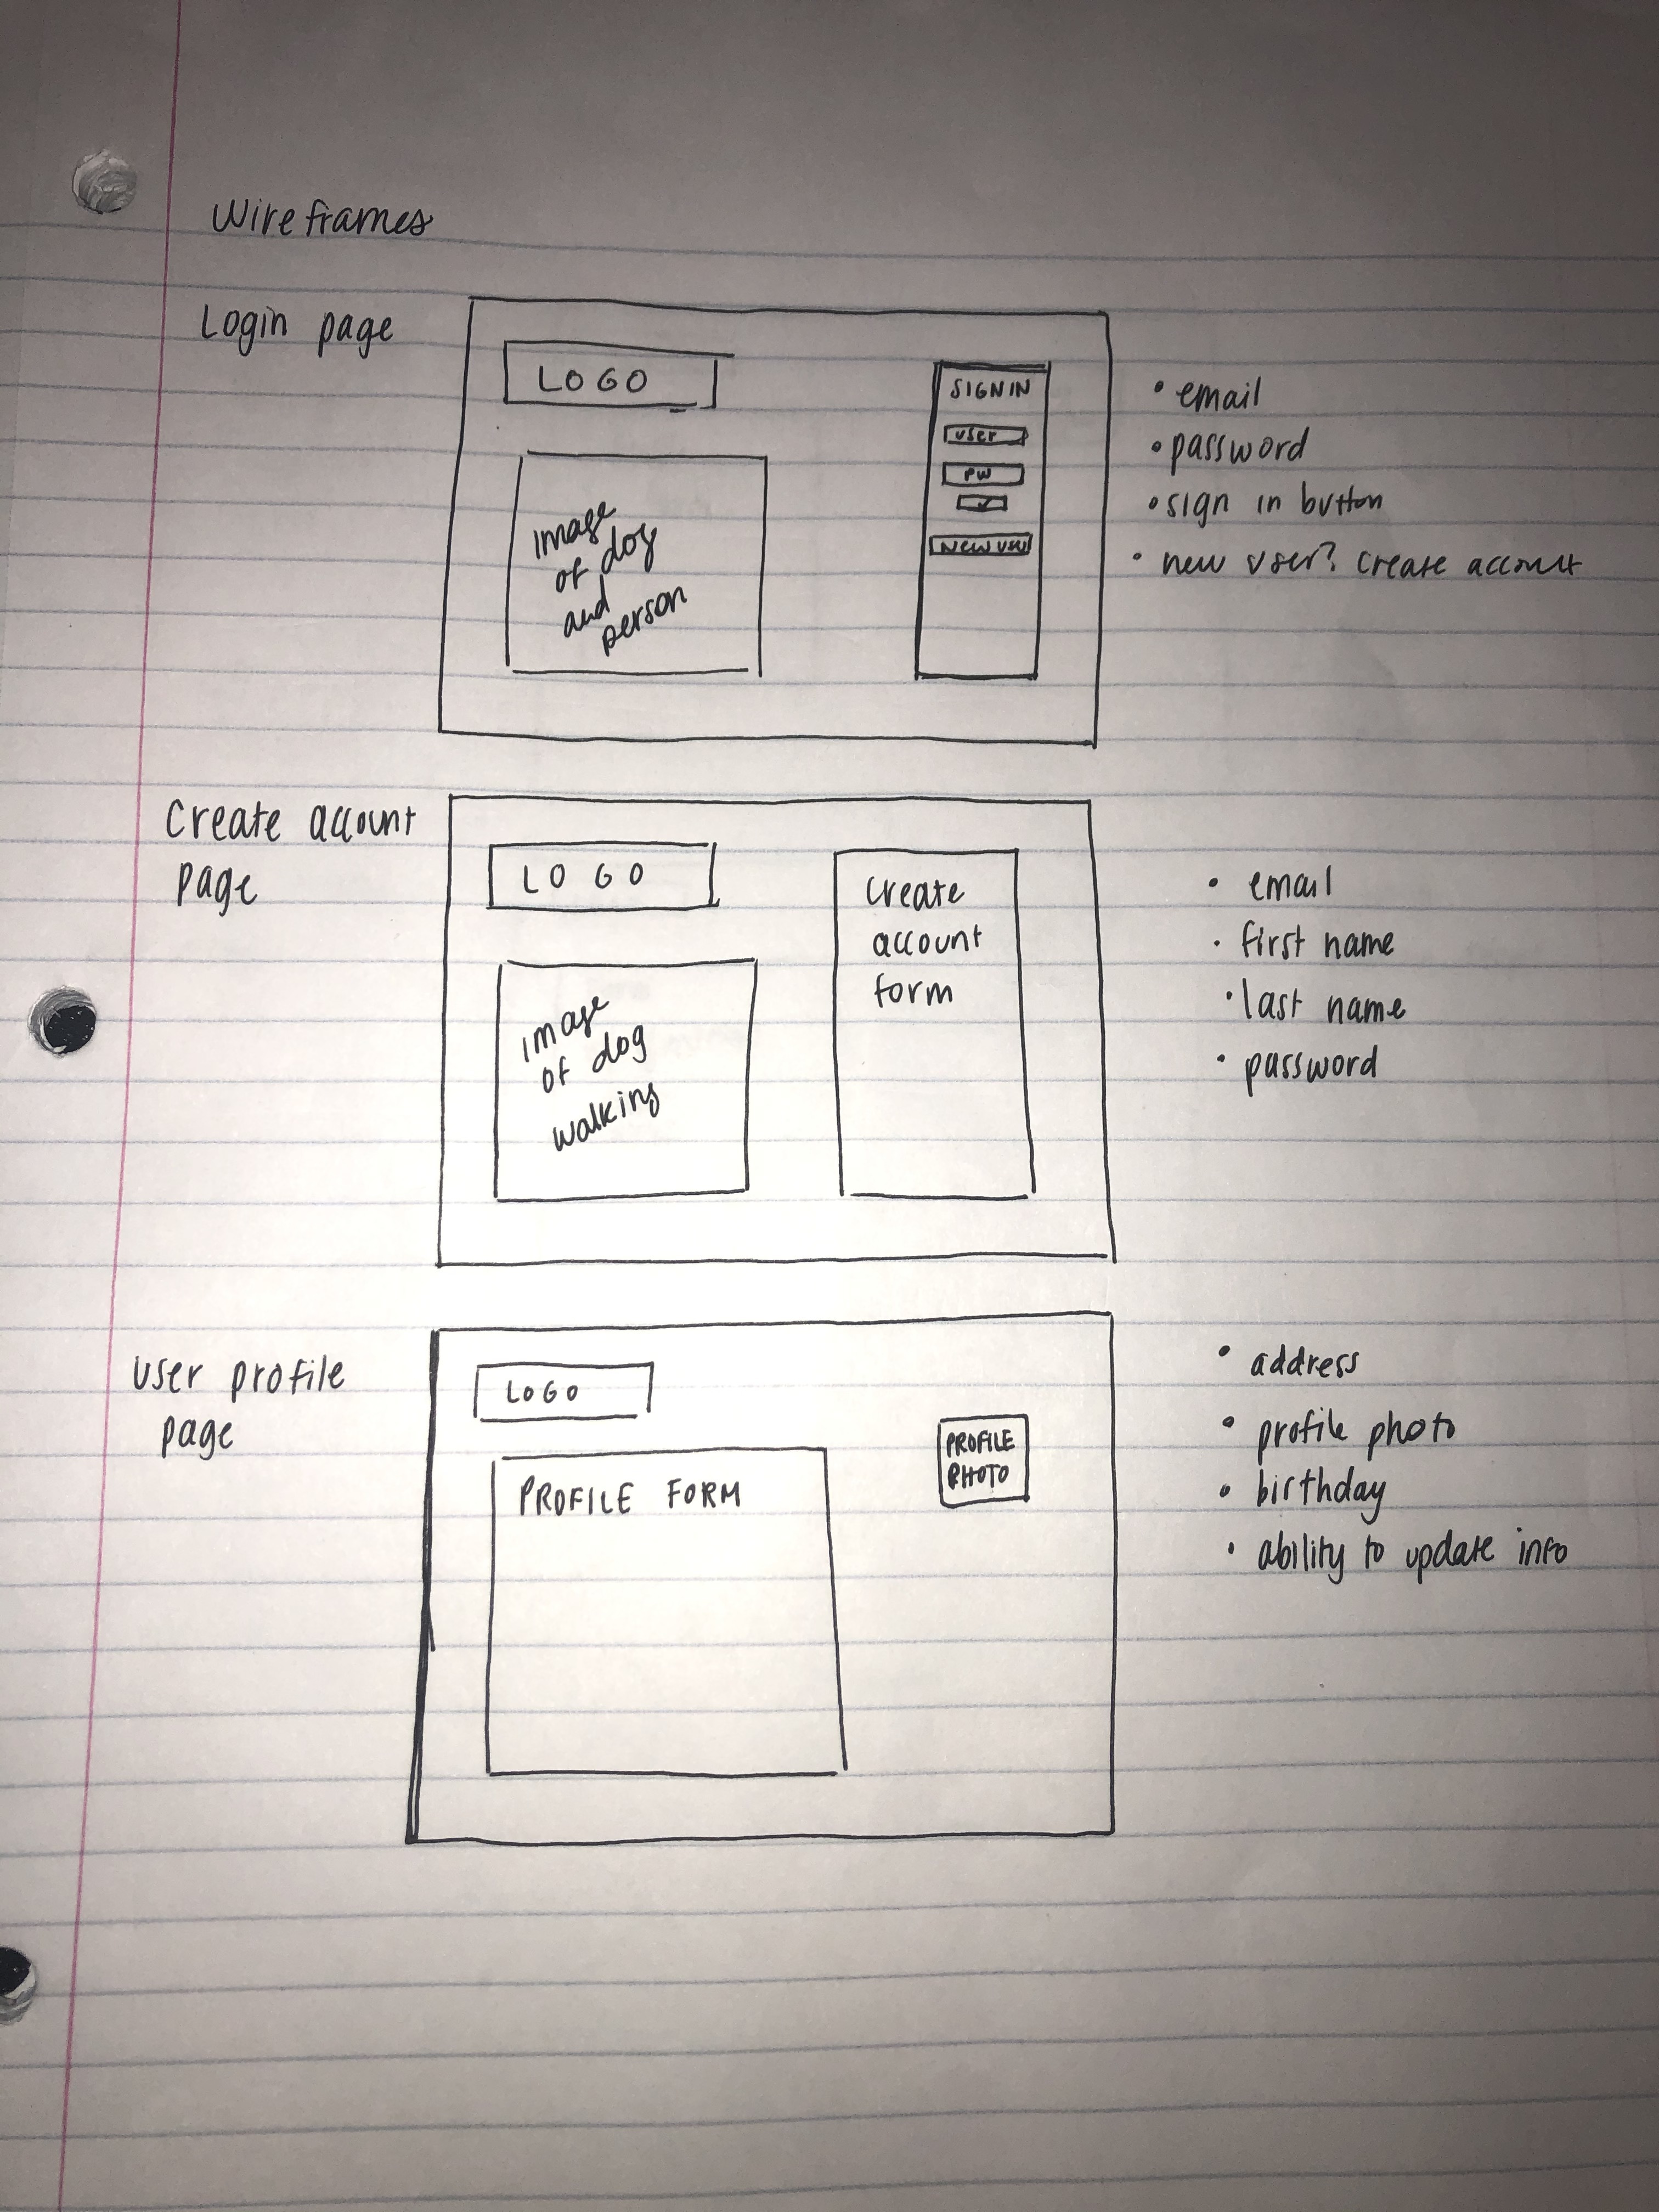 Wireframes
Login page
LOGO
image
of dog
and
person
SIGN IN
user
PW
NEW USER
• email
• password
• sign in button
• new user? create account
Create account
page
LOGO
image
of dog
walking
Create
account
form
• email
• first name
• last name
• password
User profile
page
LOGO
PROFILE FORM
PROFILE
PHOTO
• address
• profile photo
• birthday
• ability to update info